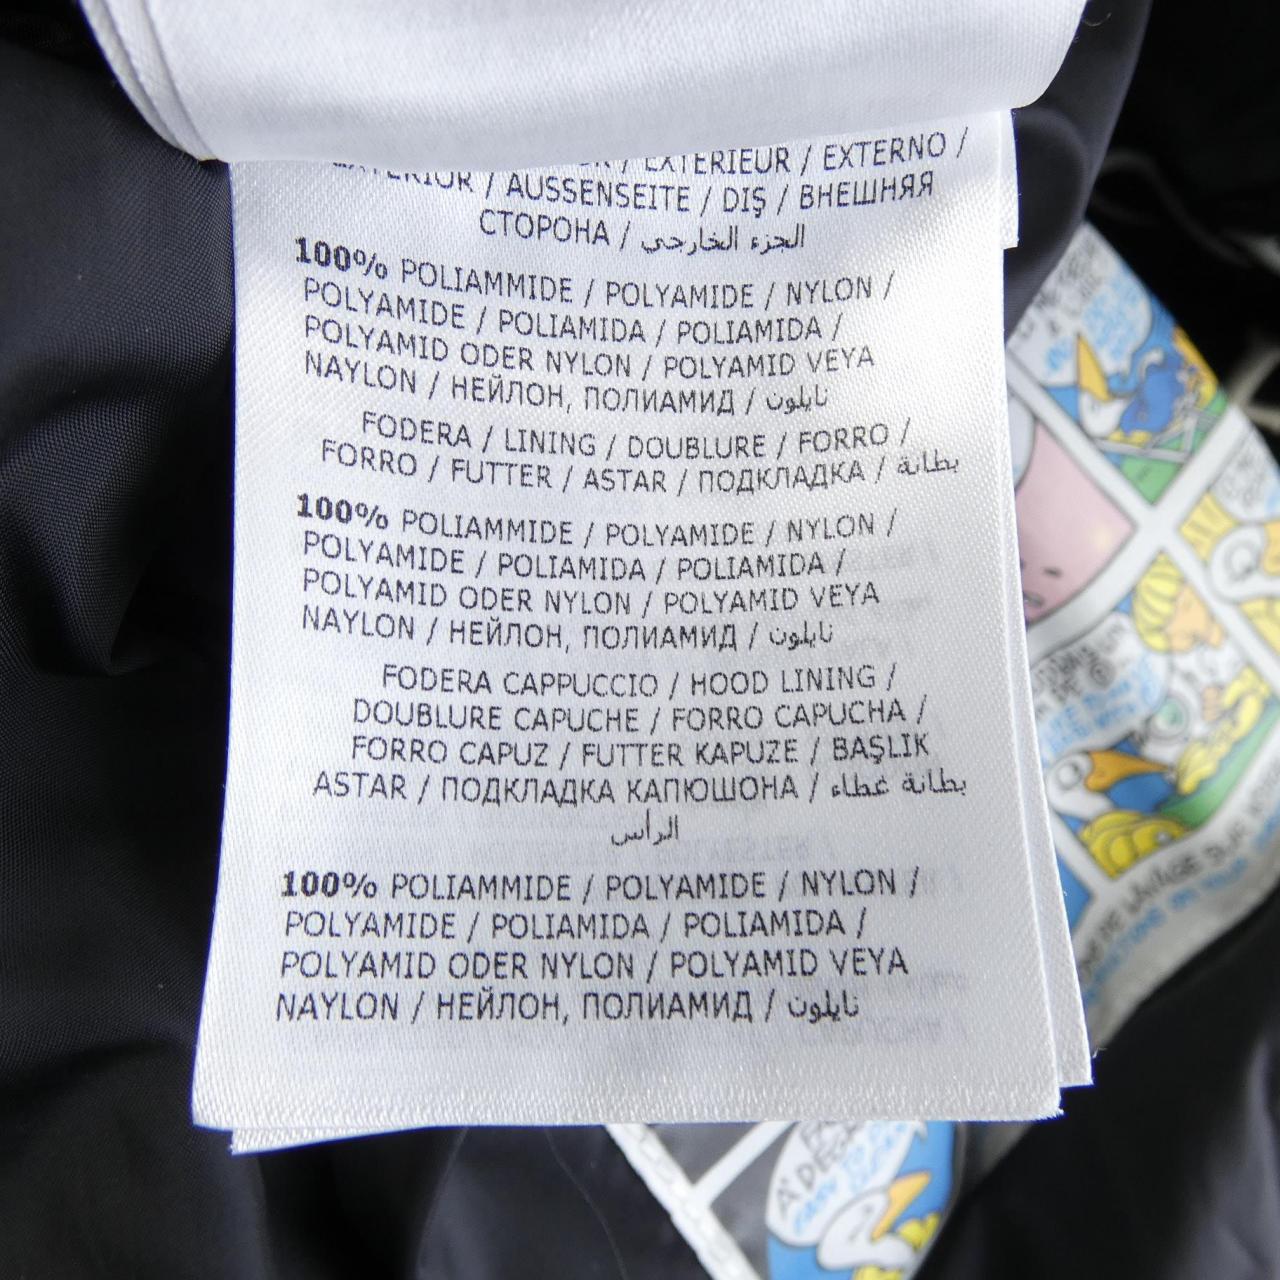 EXTERIEUR / EXTERNO /
/ AUSSENSEITE / DIŞ / ВНЕШНЯЯ
СТОРОНА / الجزء الخارجي
100% POLIAMMIDE / POLYAMIDE / NYLON /
POLYAMIDE / POLIAMIDA / POLIAMIDA /
POLYAMID ODER NYLON / POLYAMID VEYA
NAYLON / НЕЙЛОН, ПОЛИАМИД / نايلون
FODERA / LINING / DOUBLURE / FORRO /
FORRO / FUTTER / ASTAR / ПОДКЛАДКА / بطانة
100% POLIAMMIDE / POLYAMIDE / NYLON /
POLYAMIDE / POLIAMIDA / POLIAMIDA /
POLYAMID ODER NYLON / POLYAMID VEYA
NAYLON / НЕЙЛОН, ПОЛИАМИД / نايلون
FODERA CAPPUCCIO / HOOD LINING /
DOUBLURE CAPUCHE / FORRO CAPUCHA /
FORRO CAPUZ / FUTTER KAPUZE / BAŞLIK
ASTAR / ПОДКЛАДКА КАПЮШОНА / بطانة غطاء
الرأس
100% POLIAMMIDE / POLYAMIDE / NYLON /
POLYAMIDE / POLIAMIDA / POLIAMIDA /
POLYAMID ODER NYLON / POLYAMID VEYA
NAYLON / НЕЙЛОН, ПОЛИАМИД / نايلون